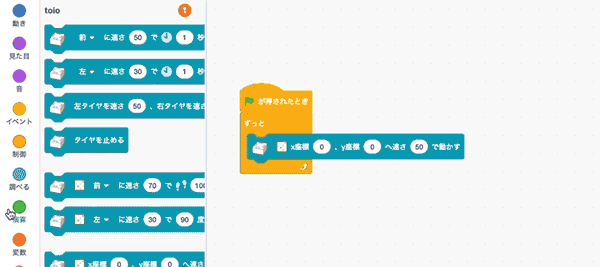 動き
見た目
音
イベント
制御
調べる
演算
変数
toio
!
前 に速さ 50 で 1 秒
左 に速さ 30 で 1 秒
左タイヤを速さ 50 、右タイヤを速さ
タイヤを止める
前 に速さ 70 で 100
左 に速さ 30 で 90 度
x座標 0 、y座標 0 へ速さ
が押されたとき
ずっと
x座標 0 、y座標 0 へ速さ 50 で動かす